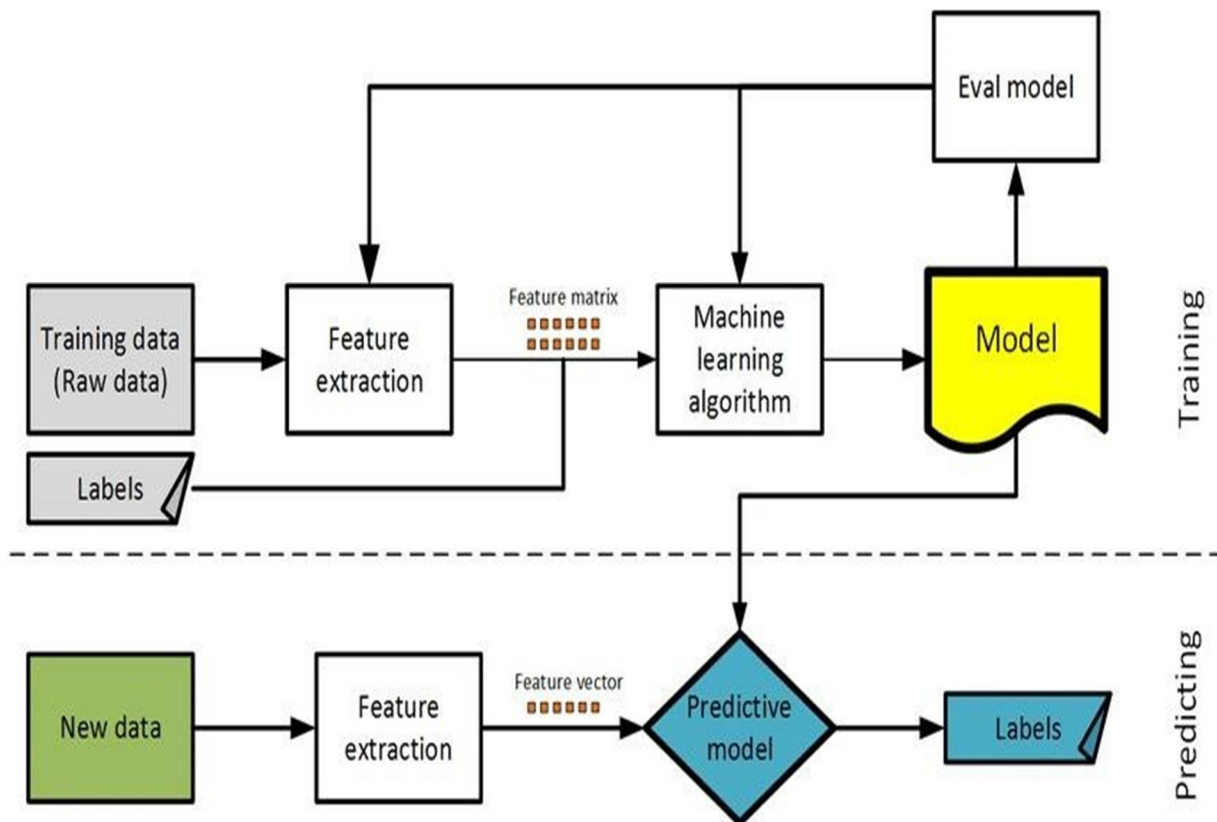 Eval model
Feature matrix
Training data
(Raw data)
Feature
extraction
Machine
learning
algorithm
Model
Training
Labels
New data
Feature
extraction
Feature vector
Predictive
model
Labels
Predicting